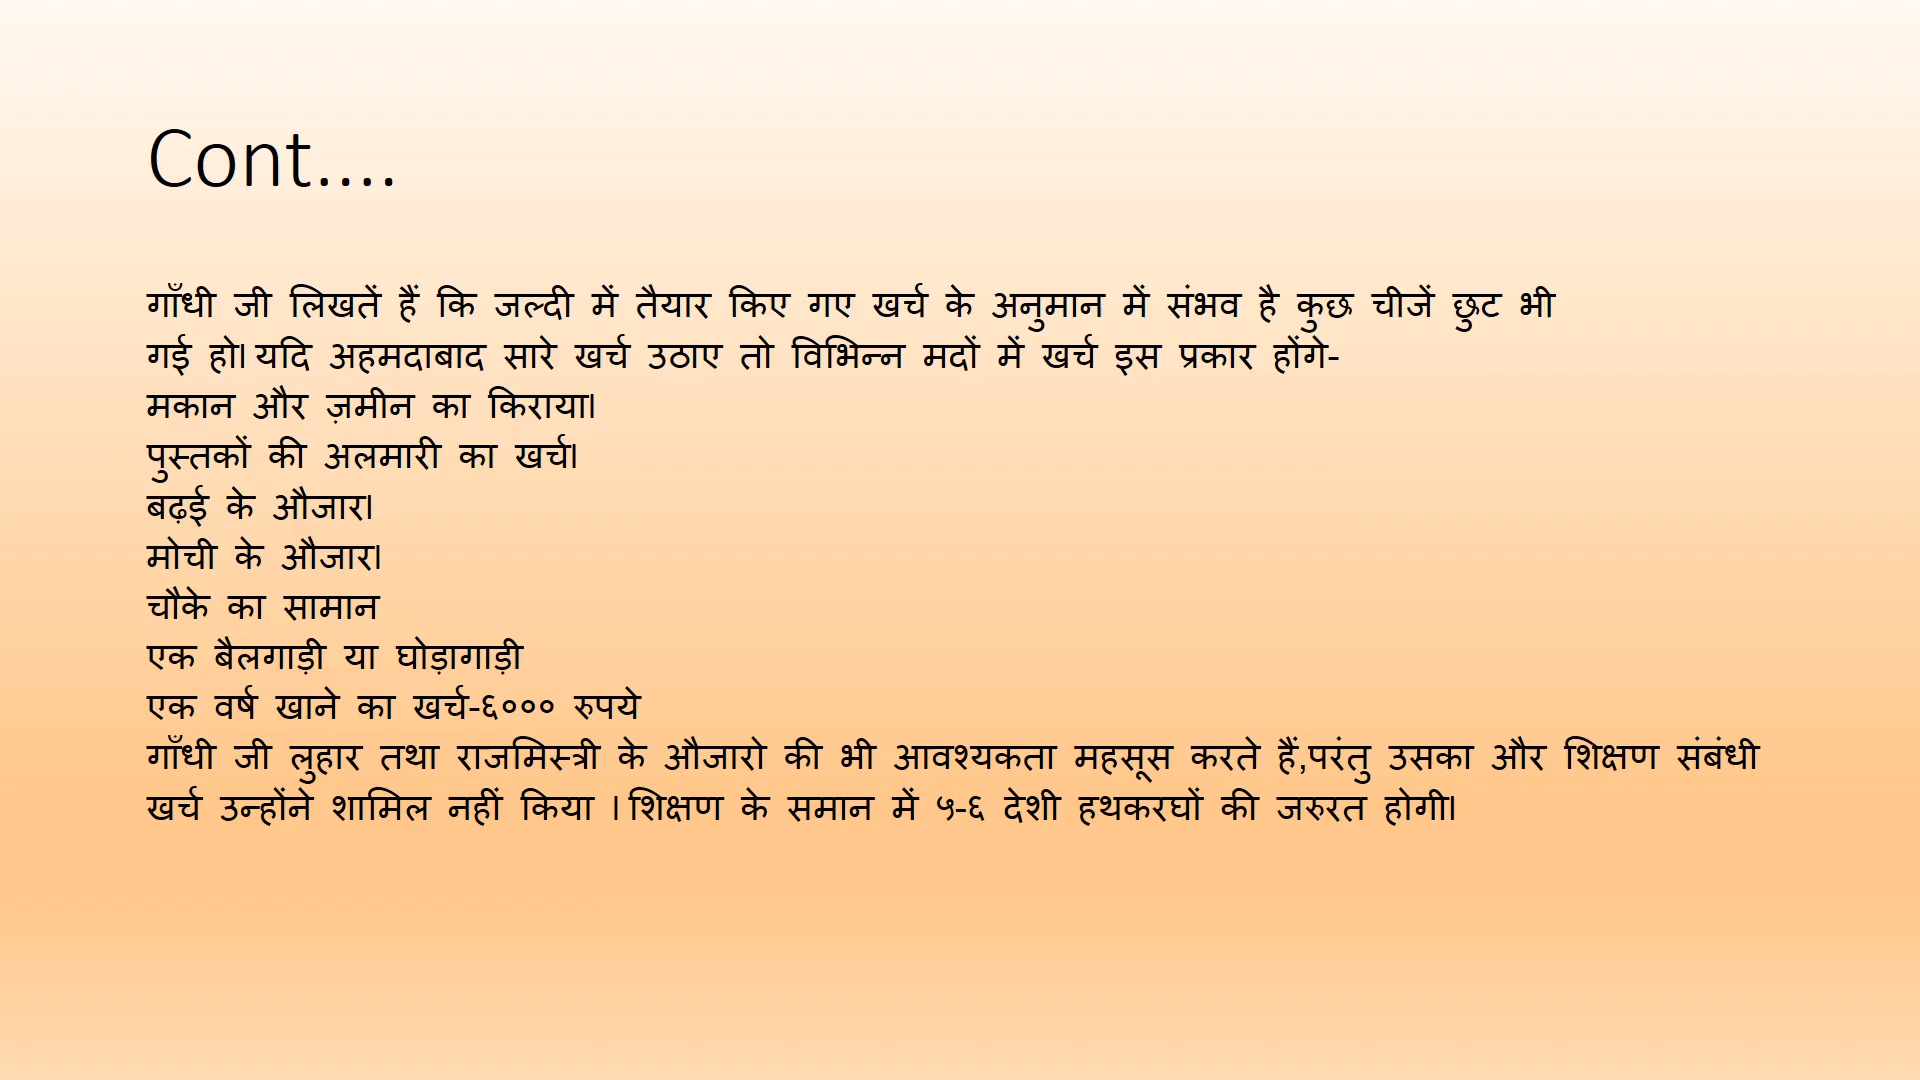 Cont....
गाँधी जी लिखतें हैं कि जल्दी में तैयार किए गए खर्च के अनुमान में संभव है कुछ चीजें छुट भी
गई हो। यदि अहमदाबाद सारे खर्च उठाए तो विभिन्न मदों में खर्च इस प्रकार होंगे-
मकान और ज़मीन का किराया।
पुस्तकों की अलमारी का खर्च।
बढ़ई के औजार।
मोची के औजार।
चौके का सामान
एक बैलगाड़ी या घोड़ागाड़ी
एक वर्ष खाने का खर्च-६००० रुपये
गाँधी जी लुहार तथा राजमिस्त्री के औजारो की भी आवश्यकता महसूस करते हैं,परंतु उसका और शिक्षण संबंधी
खर्च उन्होंने शामिल नहीं किया । शिक्षण के समान में ५-६ देशी हथकरघों की जरुरत होगी।